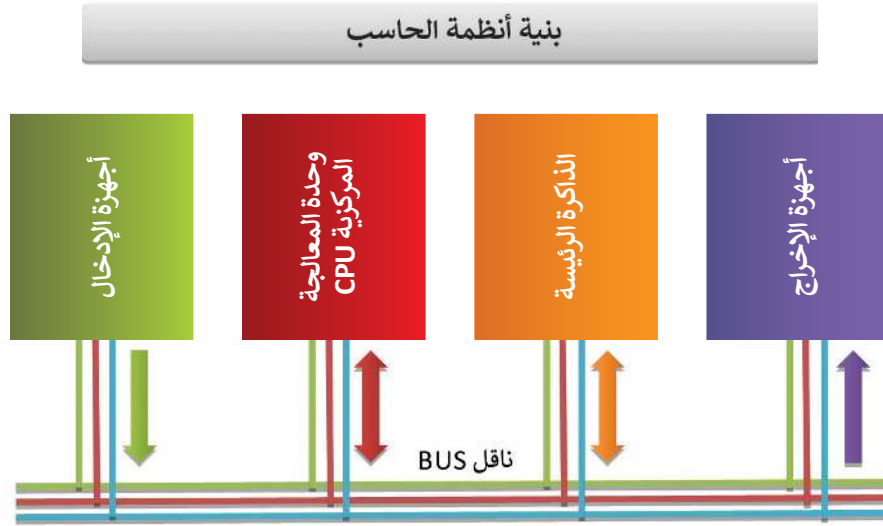 بنية أنظمة الحاسب
أجهزة الإدخال
وحدة المعالجة
المركزية CPU
الذاكرة الرئيسة
أجهزة الإخراج
ناقل BUS